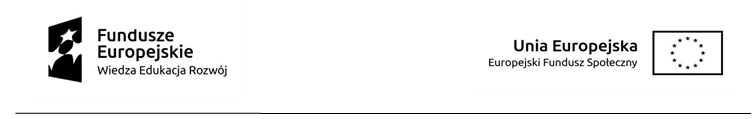 Fundusze
Europejskie
Wiedza Edukacja Rozwój
Unia Europejska
Europejski Fundusz Społeczny